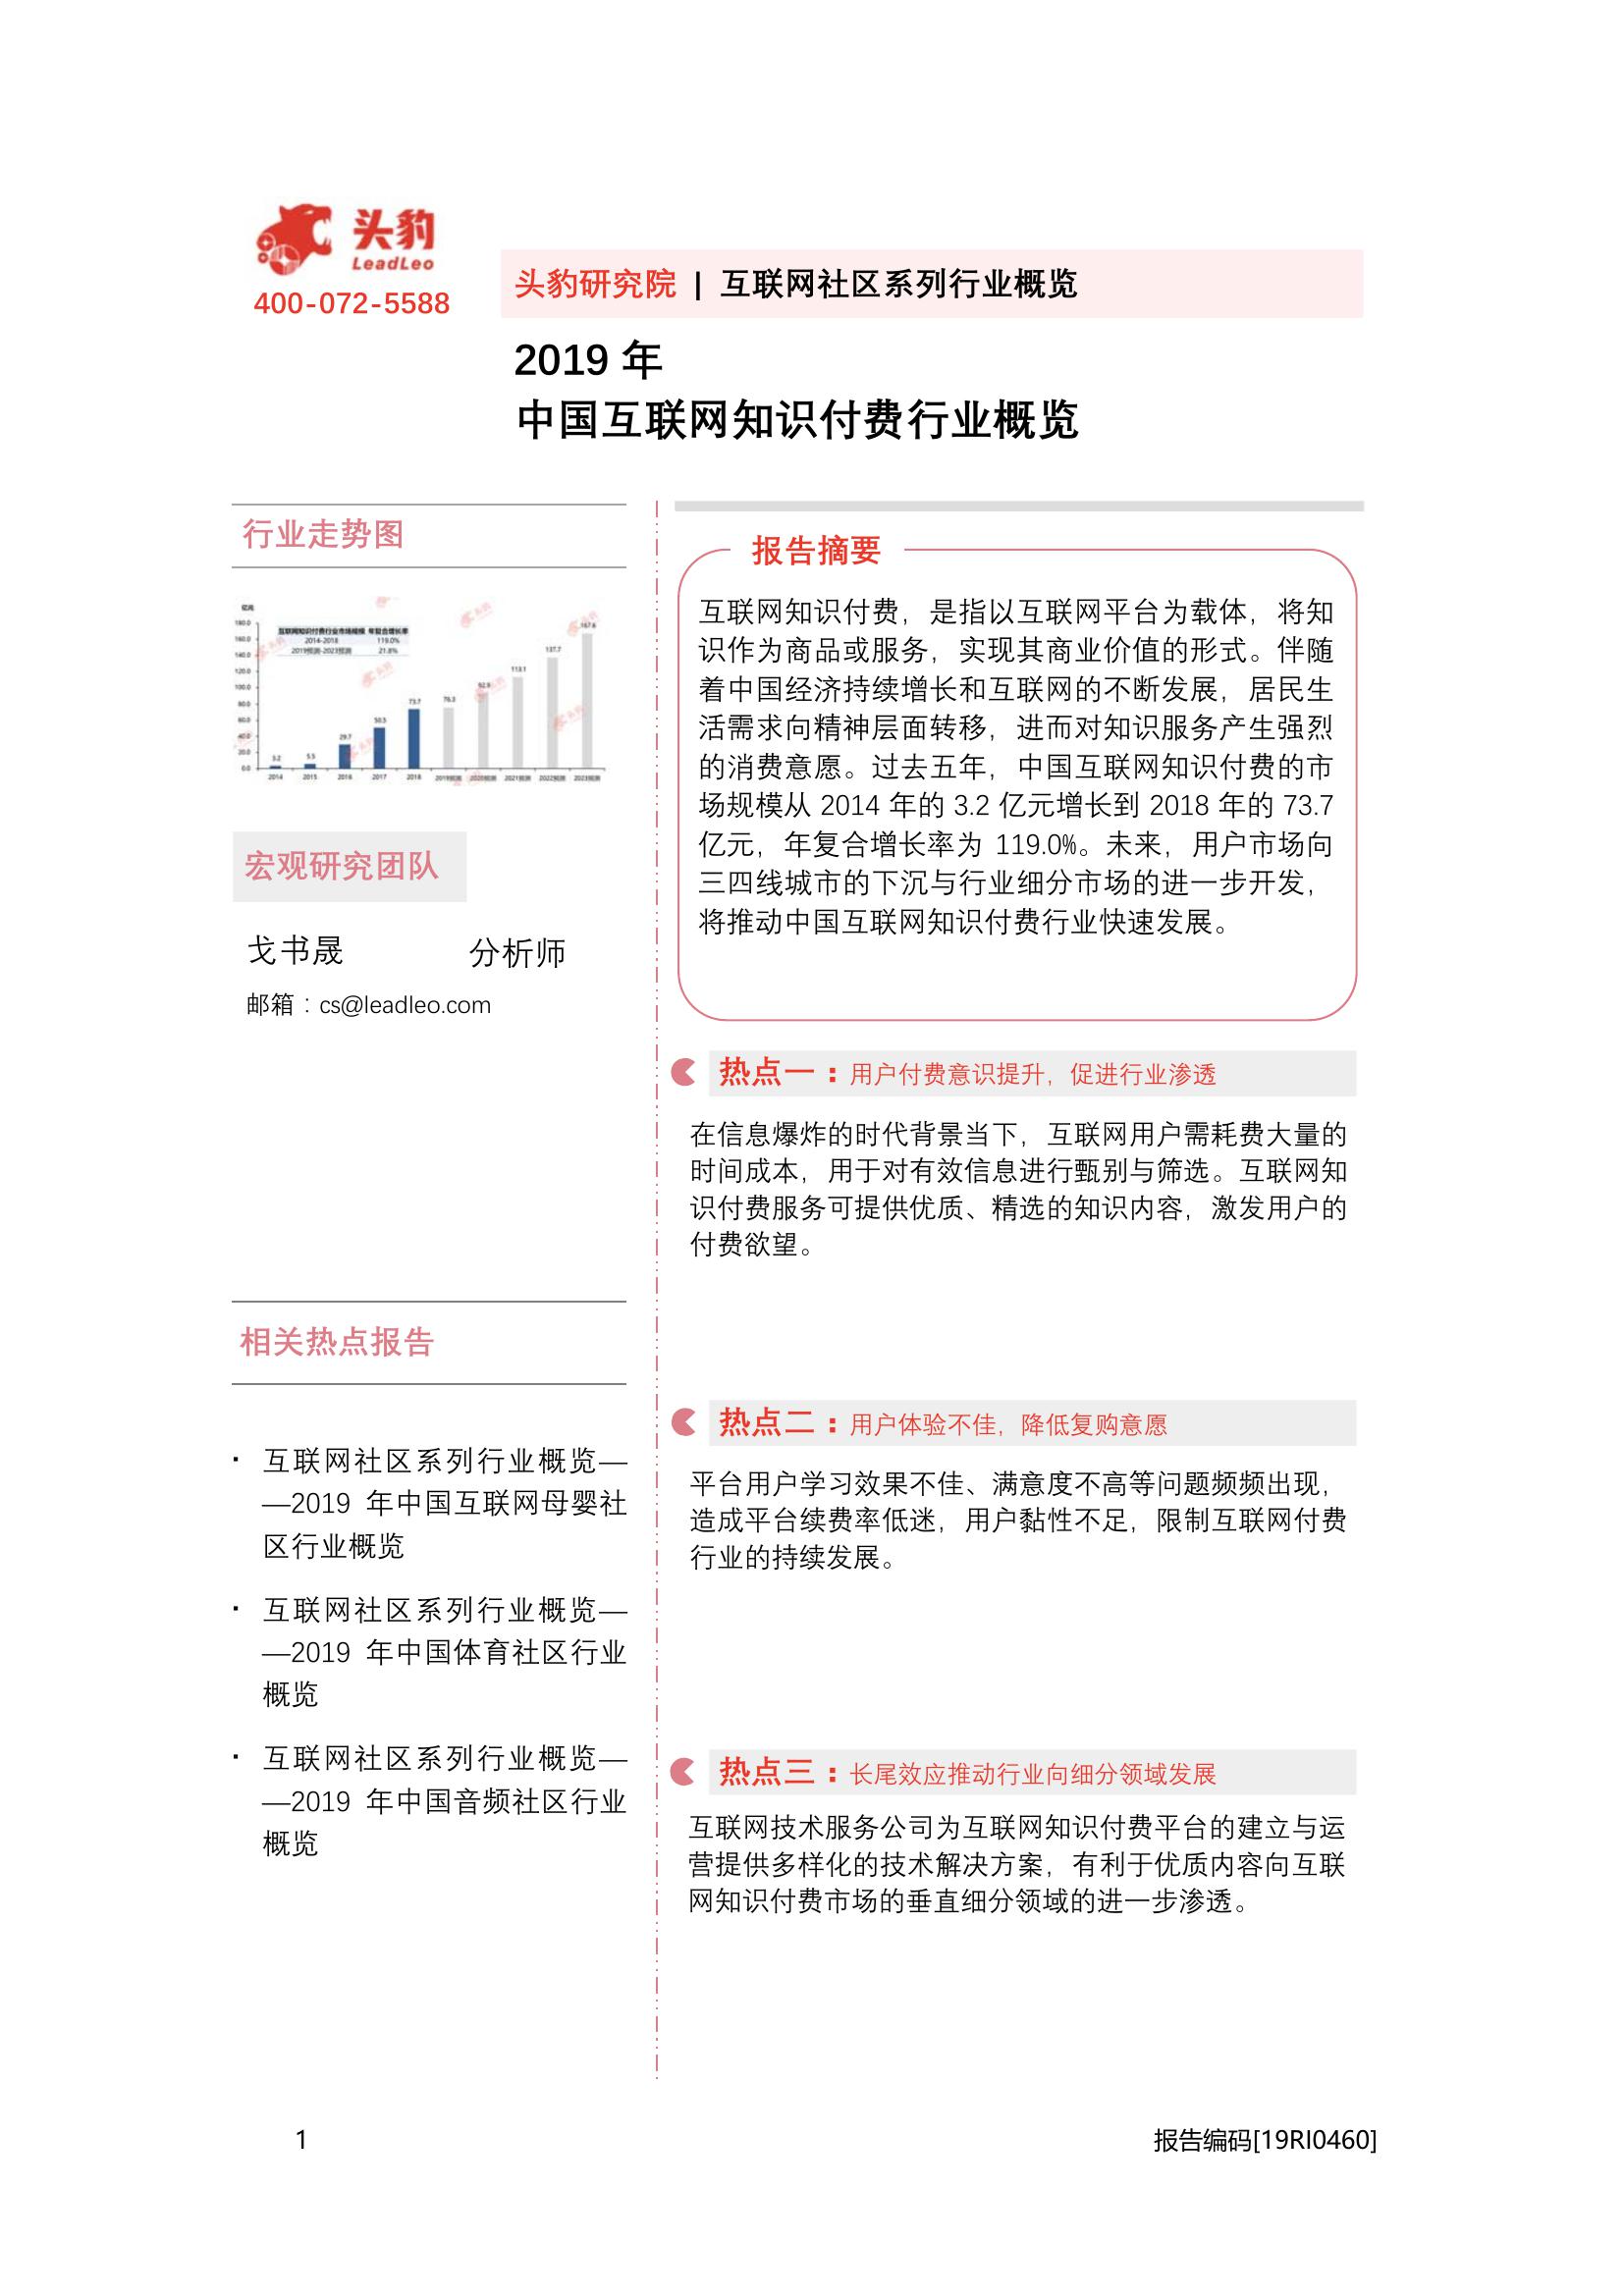 头豹
LeadLeo
400-072-5588
头豹研究院 | 互联网社区系列行业概览
2019 年
中国互联网知识付费行业概览
行业走势图
亿元
互联网知识付费行业市场规模 年复合增长率
2014-2018 119.0%
2019预测-2023预测 21.8%
180.0
160.0
140.0
120.0
100.0
80.0
60.0
40.0
20.0
0.0
3.2
5.5
29.7
50.5
73.7
76.3
92.9
113.1
137.7
167.6
2014 2015 2016 2017 2018 2019预测 2020预测 2021预测 2022预测 2023预测
宏观研究团队
戈书晟 分析师
邮箱：cs@leadleo.com
相关热点报告
· 互联网社区系列行业概览—
—2019 年中国互联网母婴社
区行业概览
· 互联网社区系列行业概览—
—2019 年中国体育社区行业
概览
· 互联网社区系列行业概览—
—2019 年中国音频社区行业
概览
报告摘要
互联网知识付费，是指以互联网平台为载体，将知
识作为商品或服务，实现其商业价值的形式。伴随
着中国经济持续增长和互联网的不断发展，居民生
活需求向精神层面转移，进而对知识服务产生强烈
的消费意愿。过去五年，中国互联网知识付费的市
场规模从 2014 年的 3.2 亿元增长到 2018 年的 73.7
亿元，年复合增长率为 119.0%。未来，用户市场向
三四线城市的下沉与行业细分市场的进一步开发，
将推动中国互联网知识付费行业快速发展。
热点一：用户付费意识提升，促进行业渗透
在信息爆炸的时代背景当下，互联网用户需耗费大量的
时间成本，用于对有效信息进行甄别与筛选。互联网知
识付费服务可提供优质、精选的知识内容，激发用户的
付费欲望。
热点二：用户体验不佳，降低复购意愿
平台用户学习效果不佳、满意度不高等问题频频出现，
造成平台续费率低迷，用户黏性不足，限制互联网付费
行业的持续发展。
热点三：长尾效应推动行业向细分领域发展
互联网技术服务公司为互联网知识付费平台的建立与运
营提供多样化的技术解决方案，有利于优质内容向互联
网知识付费市场的垂直细分领域的进一步渗透。
1
报告编码[19RI0460]